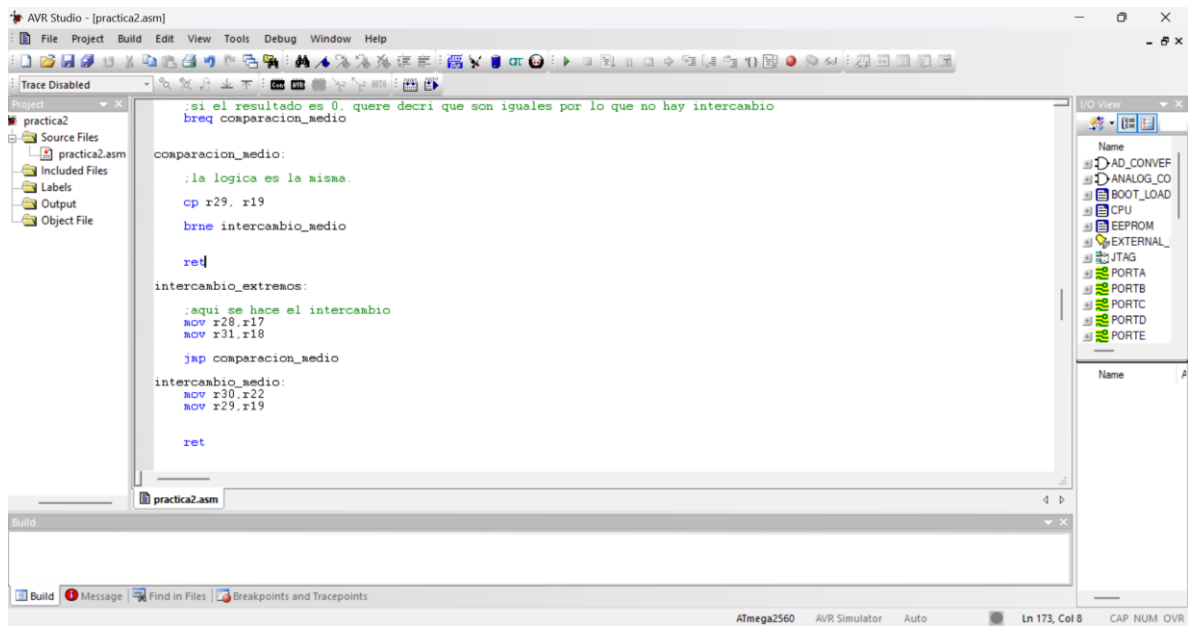 AVR Studio - [practica2.asm]
File Project Build Edit View Tools Debug Window Help
Trace Disabled
Project
practica2
Source Files
practica2.asm
Included Files
Labels
Output
Object File
;si el resultado es 0, quere decri que son iguales por lo que no hay intercambio
breq comparacion_medio
comparacion_medio:
;la logica es la misma.
cp r29, r19
brne intercambio_medio
ret
intercambio_extremos:
;aqui se hace el intercambio
mov r28,r17
mov r31,r18
jmp comparacion_medio
intercambio_medio:
mov r30,r22
mov r29,r19
ret
practica2.asm
I/O View
Name
AD_CONVER
ANALOG_CO
BOOT_LOAD
CPU
EEPROM
EXTERNAL_
JTAG
PORTA
PORTB
PORTC
PORTD
PORTE
Name
Build
Build Message Find in Files Breakpoints and Tracepoints
ATmega2560 AVR Simulator Auto Ln 173, Col 8 CAP NUM OVR